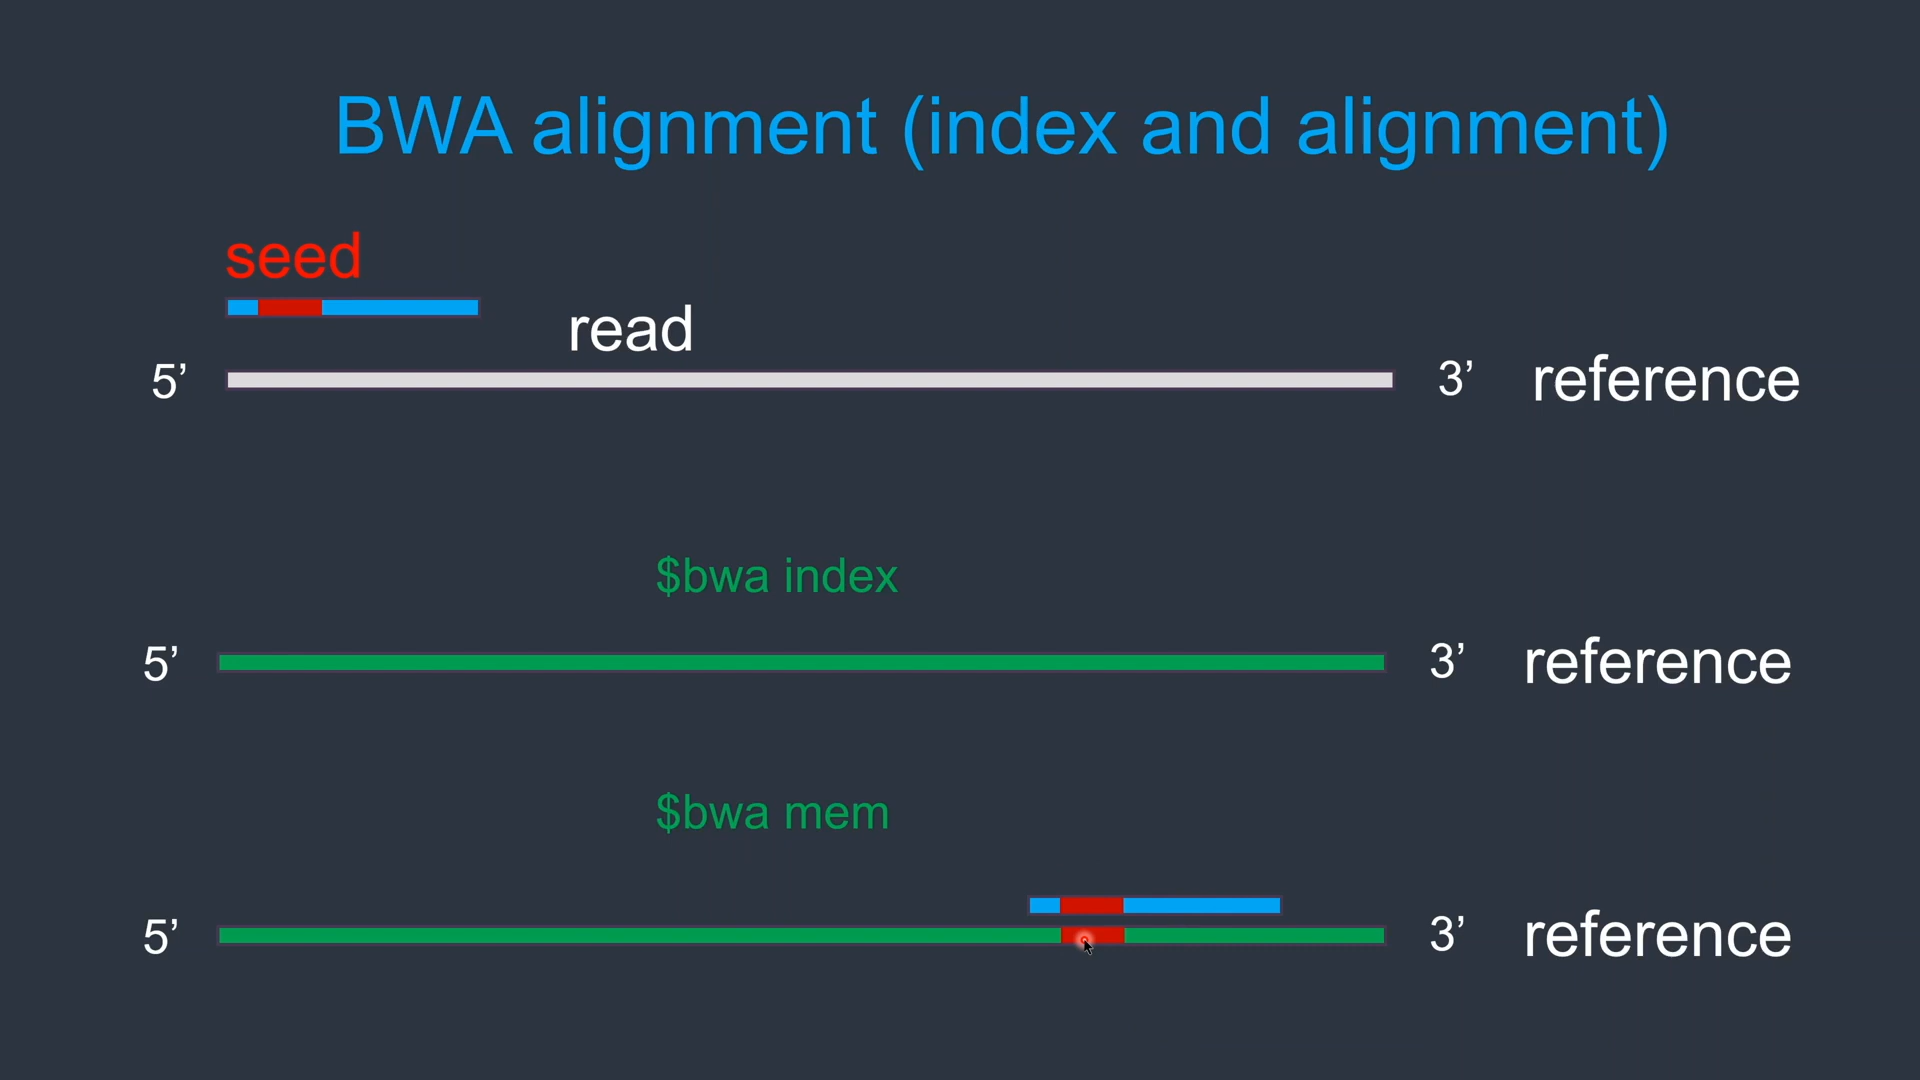 BWA alignment (index and alignment)
seed
read
5’ 3’ reference
$bwa index
5’ 3’ reference
$bwa mem
5’ 3’ reference